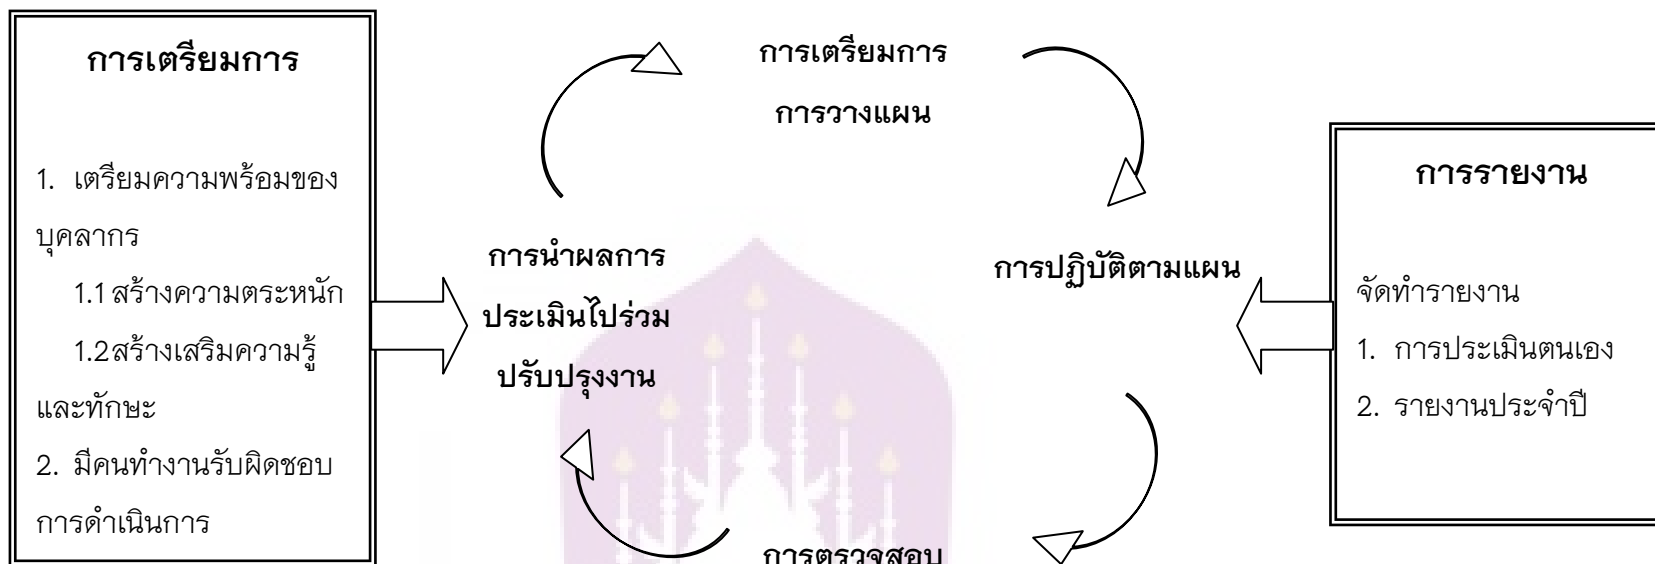 การเตรียมการ
1. เตรียมความพร้อมของ
บุคลากร
1.1 สร้างความตระหนัก
1.2สร้างเสริมความรู้
และทักษะ
2. มีคนทำงานรับผิดชอบ
การดำเนินการ
การเตรียมการ
การวางแผน
การนำผลการ
ประเมินไปร่วม
ปรับปรุงงาน
การปฏิบัติตามแผน
การตรวจสอบ
การรายงาน
จัดทำรายงาน
1. การประเมินตนเอง
2. รายงานประจำปี